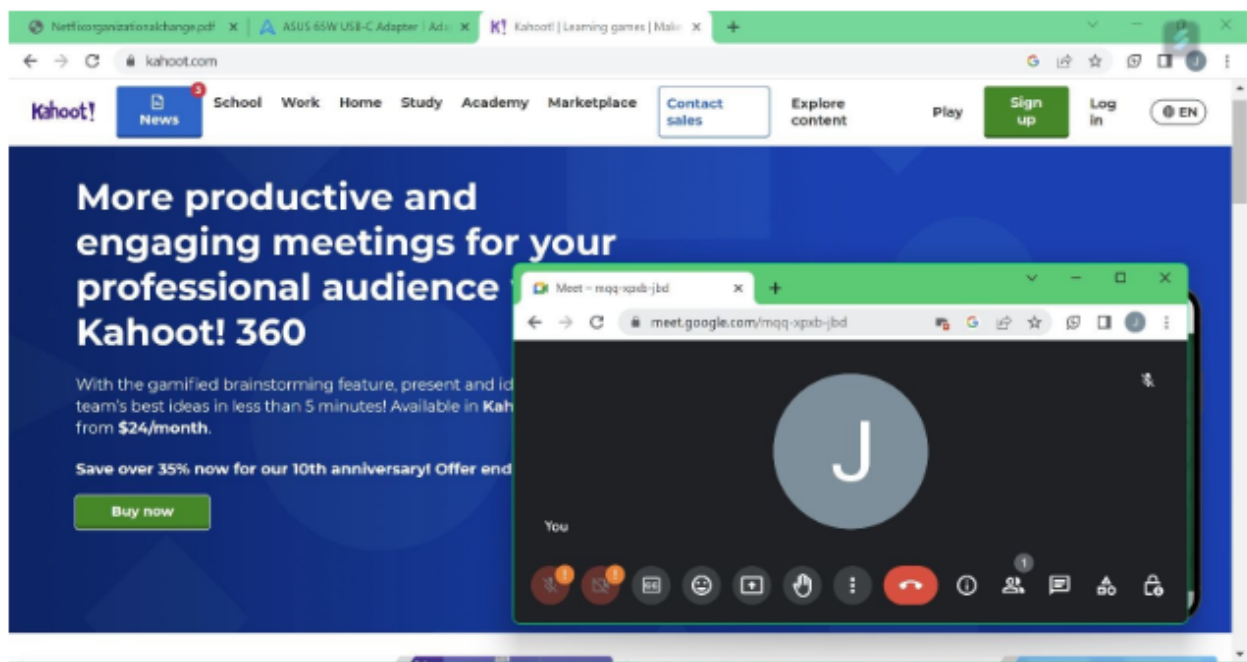 Netflixorganizationalchange.pdf
ASUS 65W USB-C Adapter | Ada
Kahoot! | Learning games | Make
kahoot.com
Kahoot!
3
News
School
Work
Home
Study
Academy
Marketplace
Contact
sales
Explore
content
Play
Sign
up
Log
in
EN
More productive and
engaging meetings for your
professional audience
Kahoot! 360
With the gamified brainstorming feature, present and id
team's best ideas in less than 5 minutes! Available in Kah
from $24/month.
Save over 35% now for our 10th anniversary! Offer end
Buy now
Meet – mqq-xpxb-jbd
meet.google.com/mqq-xpxb-jbd
J
You
1